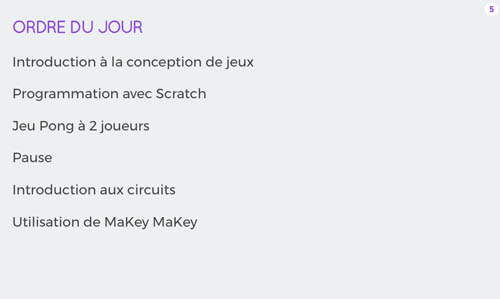 5
ORDRE DU JOUR
Introduction à la conception de jeux
Programmation avec Scratch
Jeu Pong à 2 joueurs
Pause
Introduction aux circuits
Utilisation de MaKey MaKey